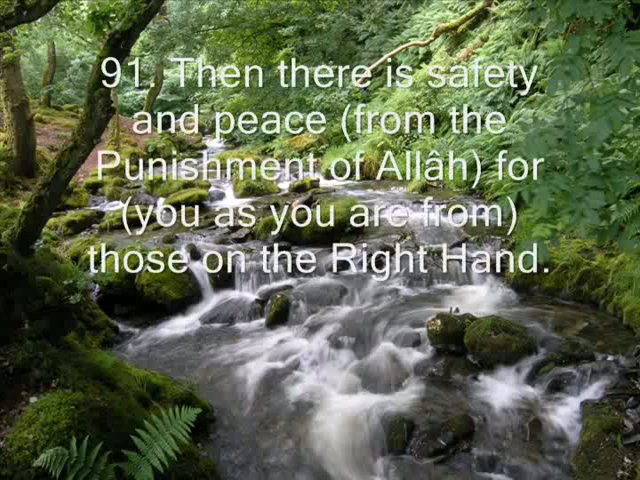 91. Then there is safety
and peace (from the
Punishment of Allâh) for
(you as you are from)
those on the Right Hand.